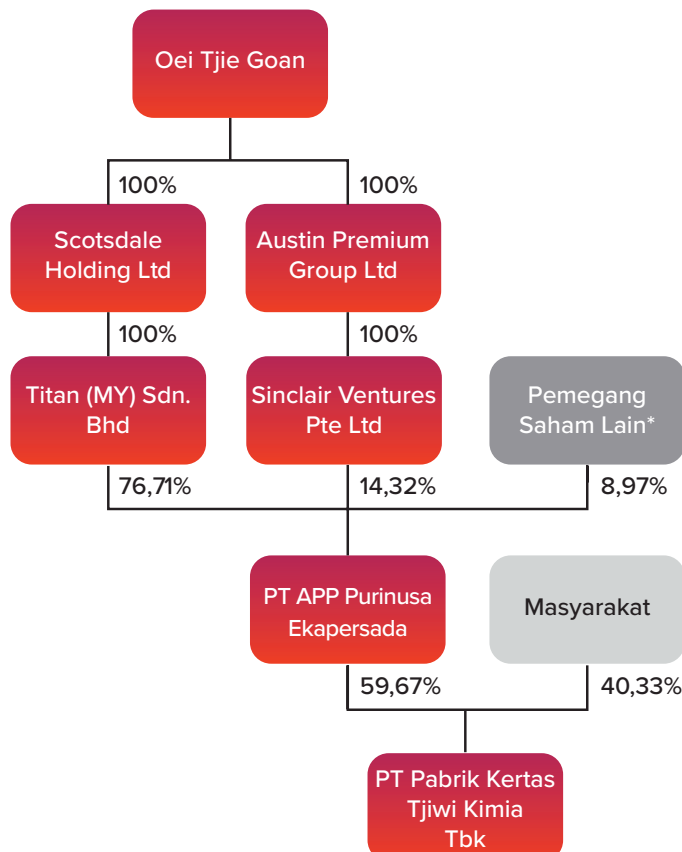 Oei Tjie Goan
100%
100%
Scotsdale
Holding Ltd
Austin Premium
Group Ltd
100%
100%
Titan (MY) Sdn.
Bhd
Sinclair Ventures
Pte Ltd
Pemegang
Saham Lain*
76,71%
14,32%
8,97%
PT APP Purinusa
Ekapersada
Masyarakat
59,67%
40,33%
PT Pabrik Kertas
Tjiwi Kimia
Tbk